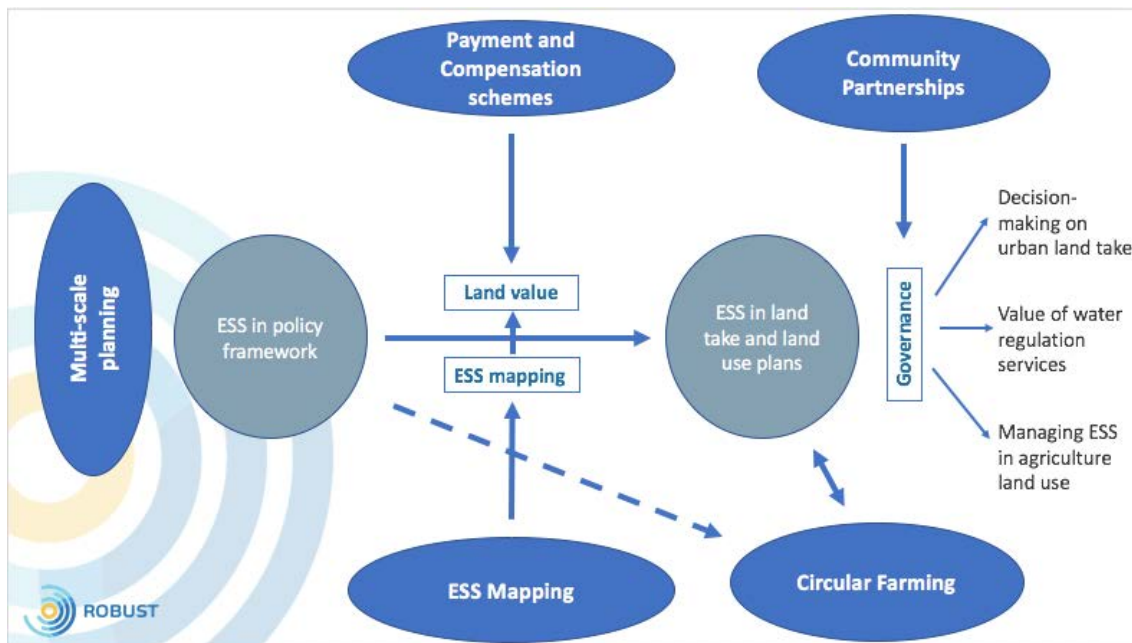 Payment and
Compensation
schemes
Community
Partnerships
Multi-scale
planning
ESS in policy
framework
Land value
ESS mapping
ESS in land
take and land
use plans
Governance
Decision-
making on
urban land take
Value of water
regulation
services
Managing ESS
in agriculture
land use
ESS Mapping
Circular Farming
ROBUST